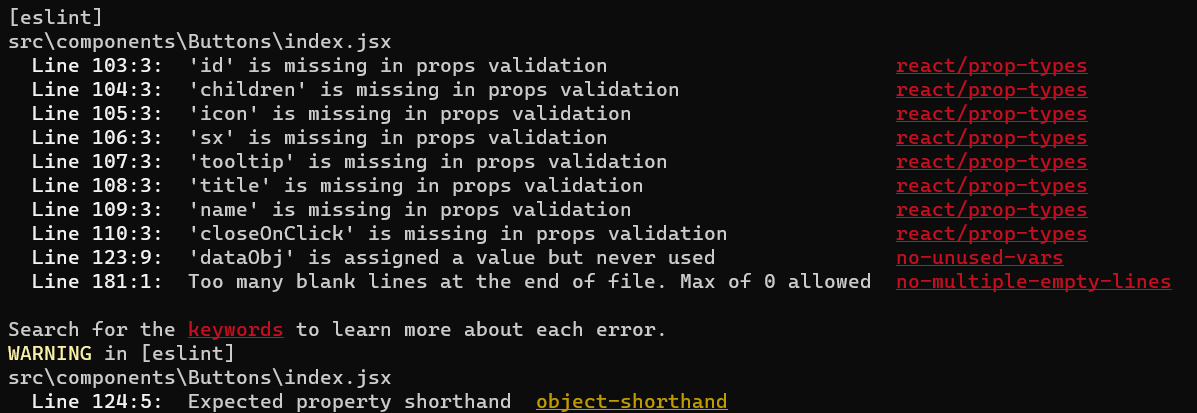 [eslint]
src\components\Buttons\index.jsx
  Line 103:3:  'id' is missing in props validation                        react/prop-types
  Line 104:3:  'children' is missing in props validation                  react/prop-types
  Line 105:3:  'icon' is missing in props validation                      react/prop-types
  Line 106:3:  'sx' is missing in props validation                        react/prop-types
  Line 107:3:  'tooltip' is missing in props validation                   react/prop-types
  Line 108:3:  'title' is missing in props validation                     react/prop-types
  Line 109:3:  'name' is missing in props validation                      react/prop-types
  Line 110:3:  'closeOnClick' is missing in props validation              react/prop-types
  Line 123:9:  'dataObj' is assigned a value but never used               no-unused-vars
  Line 181:1:  Too many blank lines at the end of file. Max of 0 allowed  no-multiple-empty-lines

Search for the keywords to learn more about each error.
WARNING in [eslint]
src\components\Buttons\index.jsx
  Line 124:5:  Expected property shorthand  object-shorthand